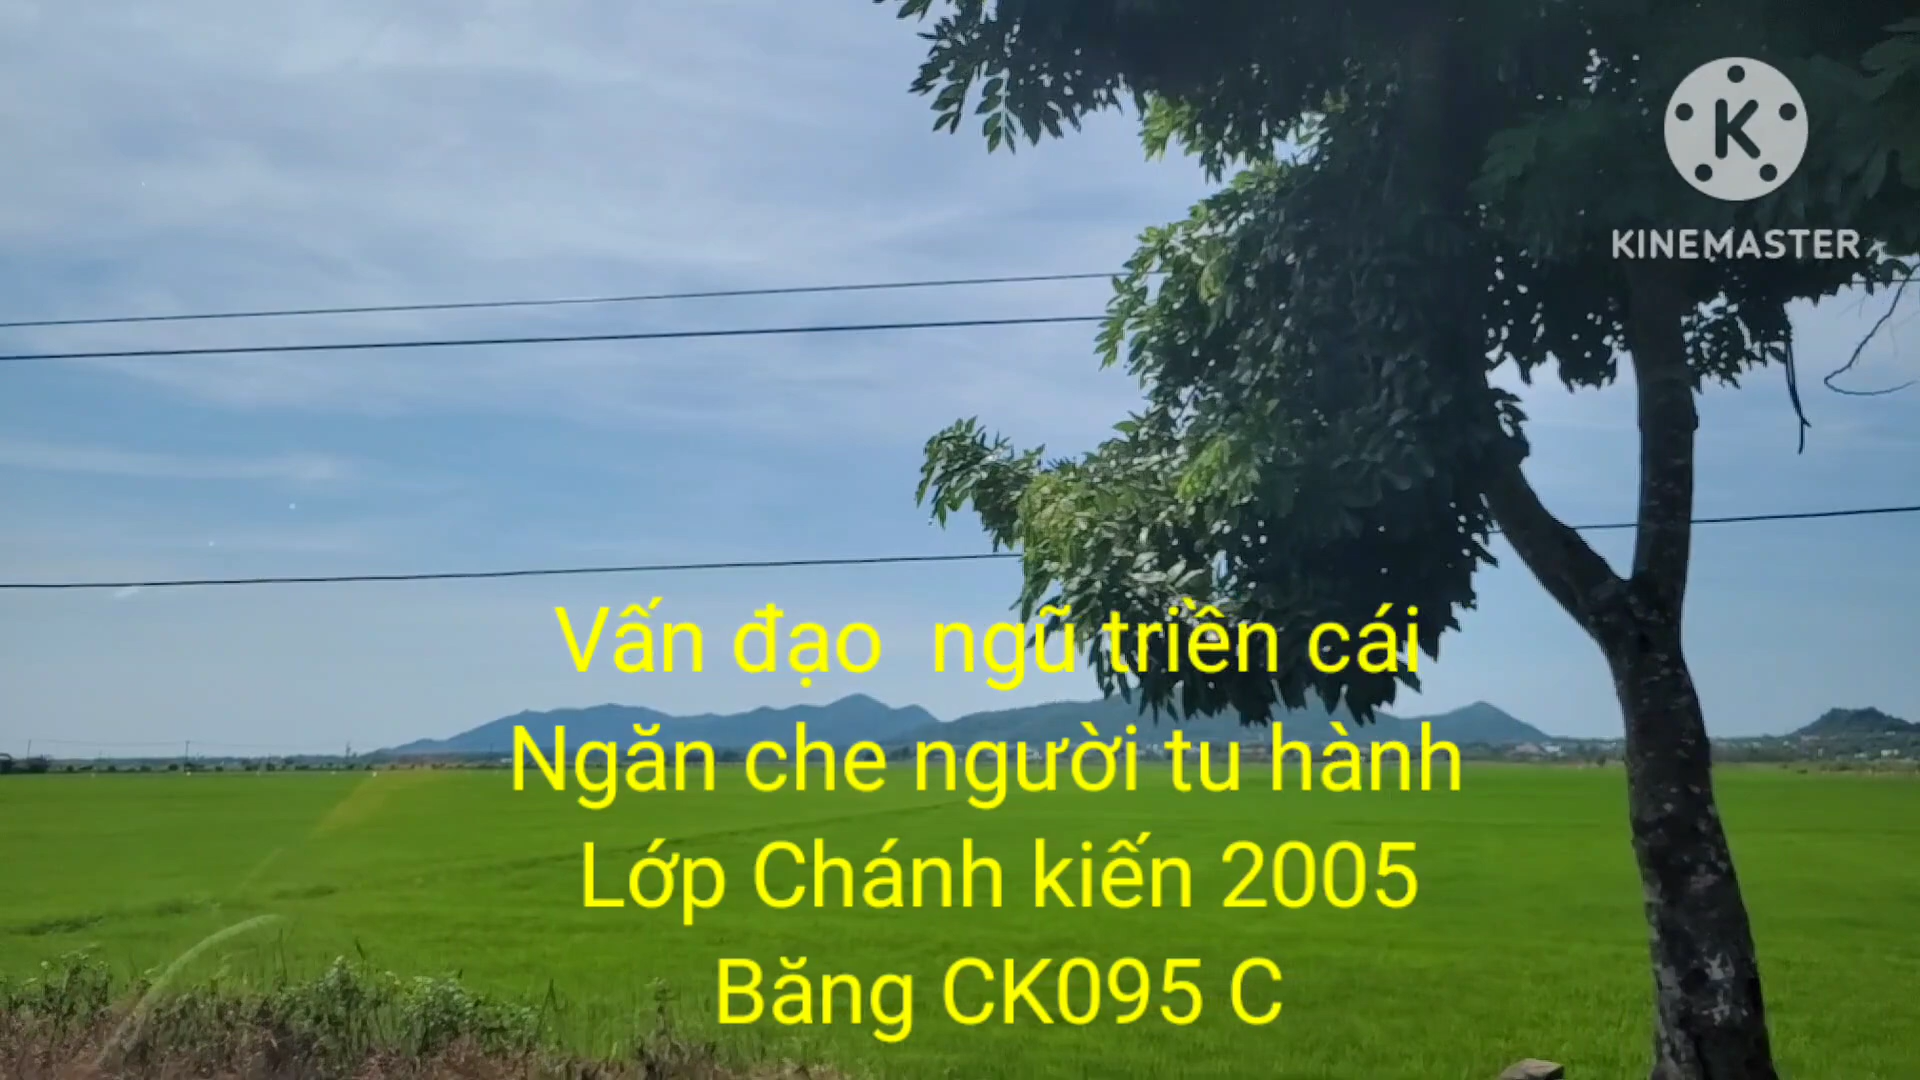 KINEMASTER
Vấn đạo ngũ triền cái
Ngăn che người tu hành
Lớp Chánh kiến 2005
Băng CK095 C